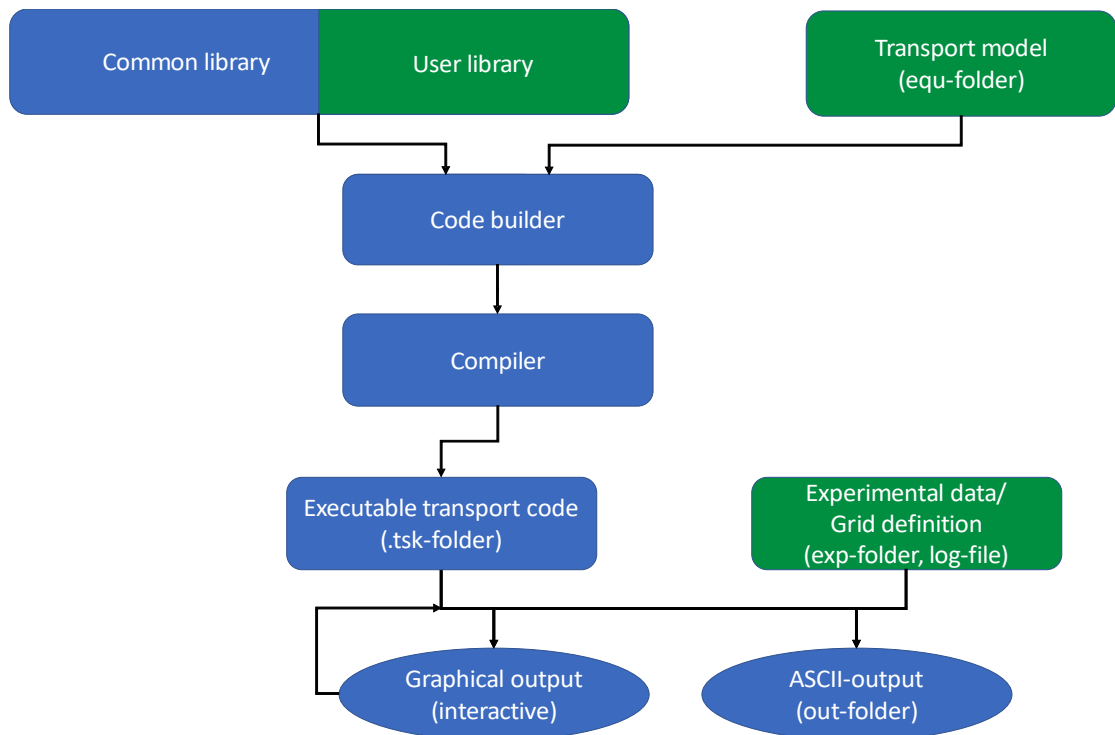 Common library
User library
Transport model
(equ-folder)
Code builder
Compiler
Executable transport code
(.tsk-folder)
Experimental data/
Grid definition
(exp-folder, log-file)
Graphical output
(interactive)
ASCII-output
(out-folder)